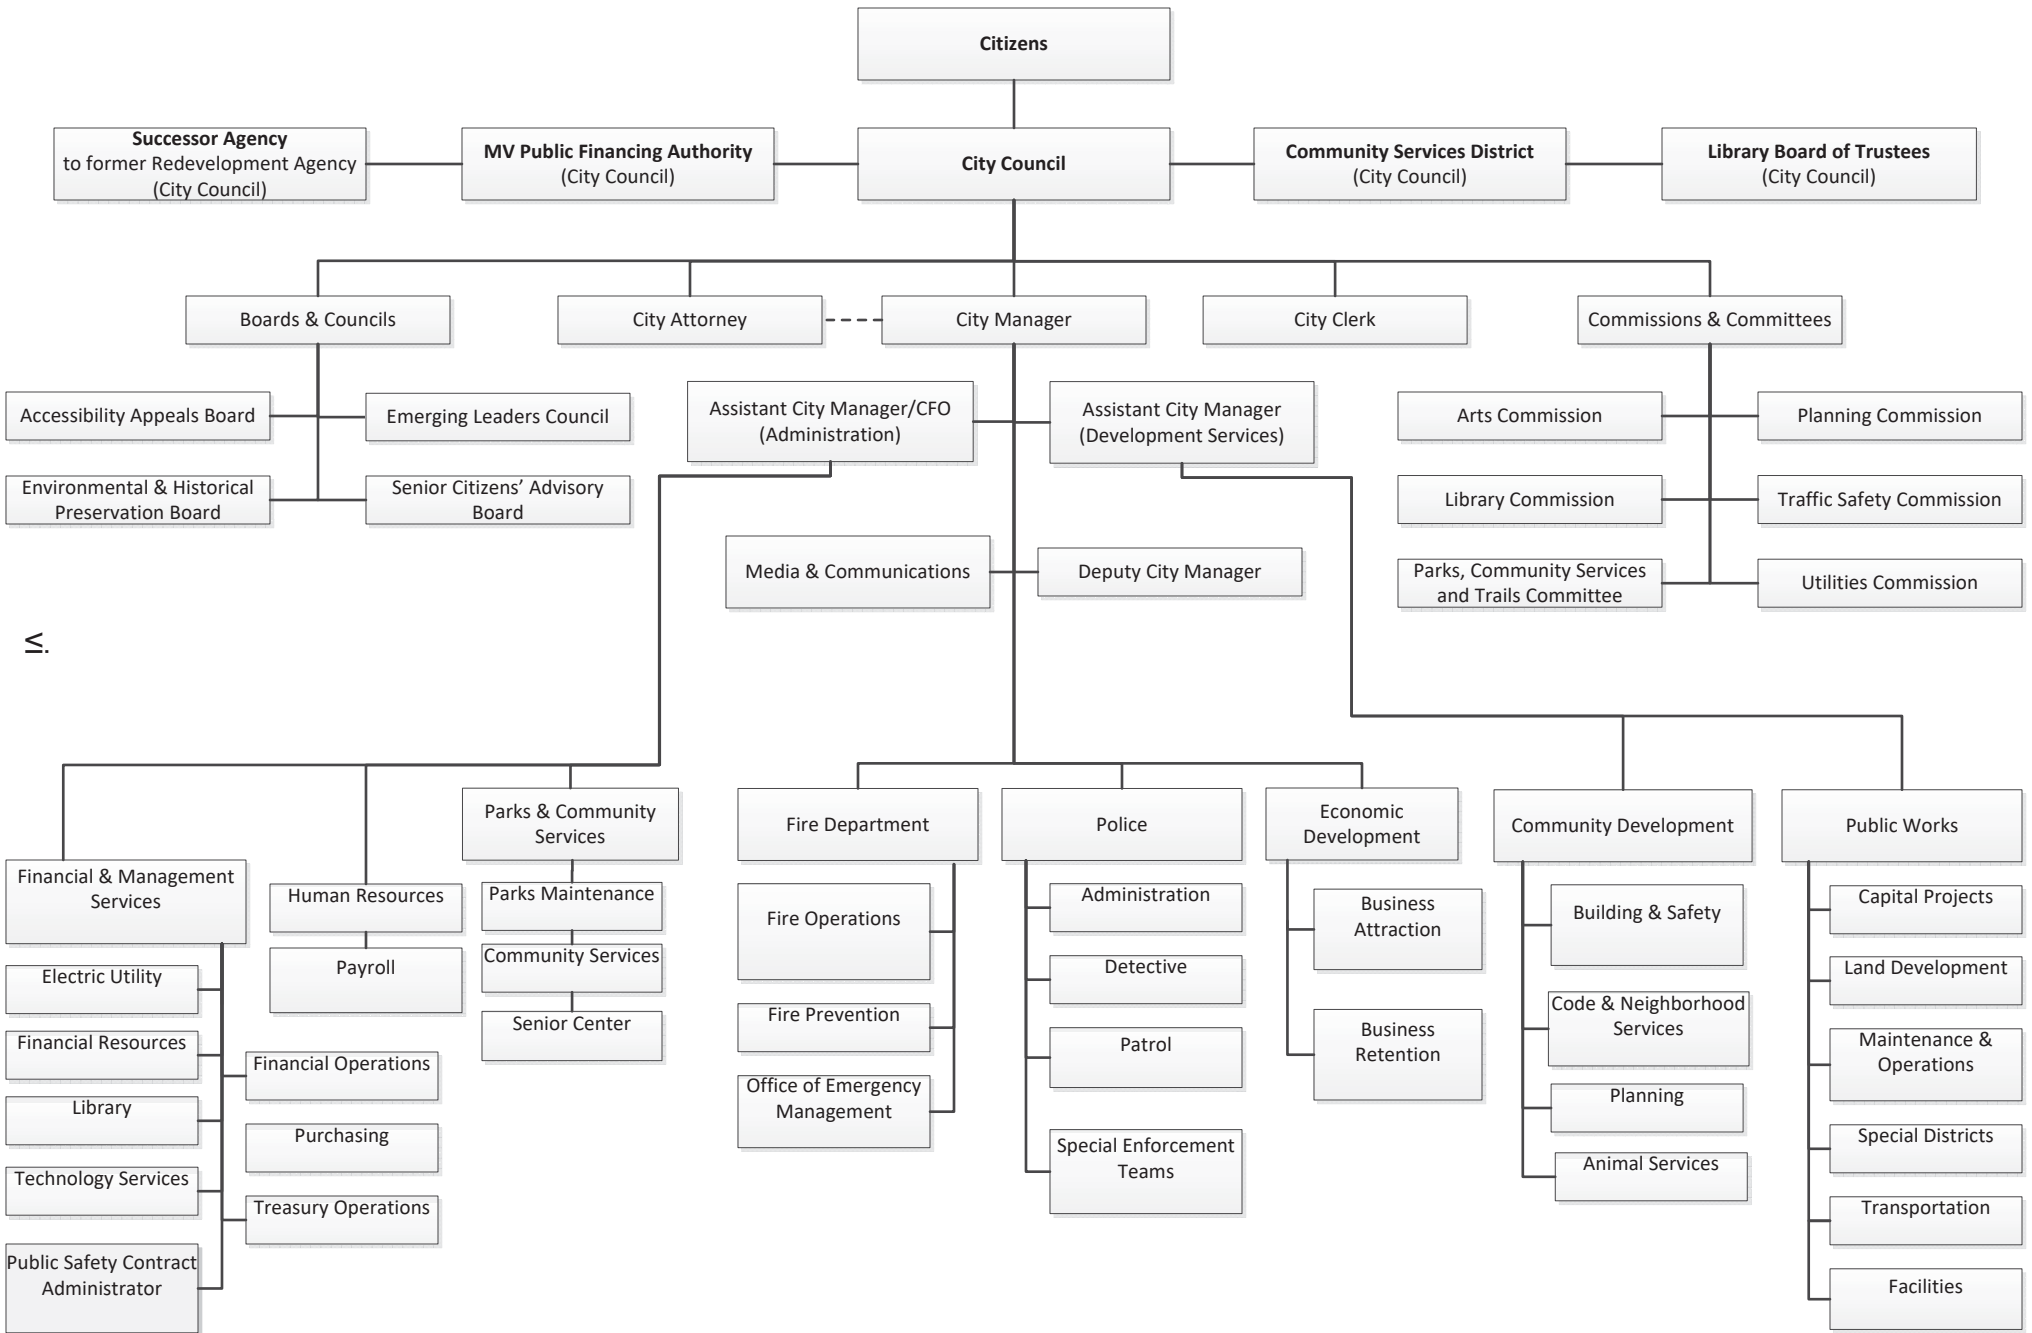 Citizens
Successor Agency
to former Redevelopment Agency
(City Council)
MV Public Financing Authority
(City Council)
City Council
Community Services District
(City Council)
Library Board of Trustees
(City Council)
Boards & Councils
City Attorney
City Manager
City Clerk
Commissions & Committees
Accessibility Appeals Board
Emerging Leaders Council
Environmental & Historical
Preservation Board
Senior Citizens’ Advisory
Board
Assistant City Manager/CFO
(Administration)
Assistant City Manager
(Development Services)
Arts Commission
Planning Commission
Library Commission
Traffic Safety Commission
Parks, Community Services
and Trails Committee
Utilities Commission
Media & Communications
Deputy City Manager
≤.
Financial & Management
Services
Electric Utility
Financial Resources
Library
Technology Services
Public Safety Contract
Administrator
Financial Operations
Purchasing
Treasury Operations
Human Resources
Payroll
Parks & Community
Services
Parks Maintenance
Community Services
Senior Center
Fire Department
Fire Operations
Fire Prevention
Office of Emergency
Management
Police
Administration
Detective
Patrol
Special Enforcement
Teams
Economic
Development
Business
Attraction
Business
Retention
Community Development
Building & Safety
Code & Neighborhood
Services
Planning
Animal Services
Public Works
Capital Projects
Land Development
Maintenance &
Operations
Special Districts
Transportation
Facilities